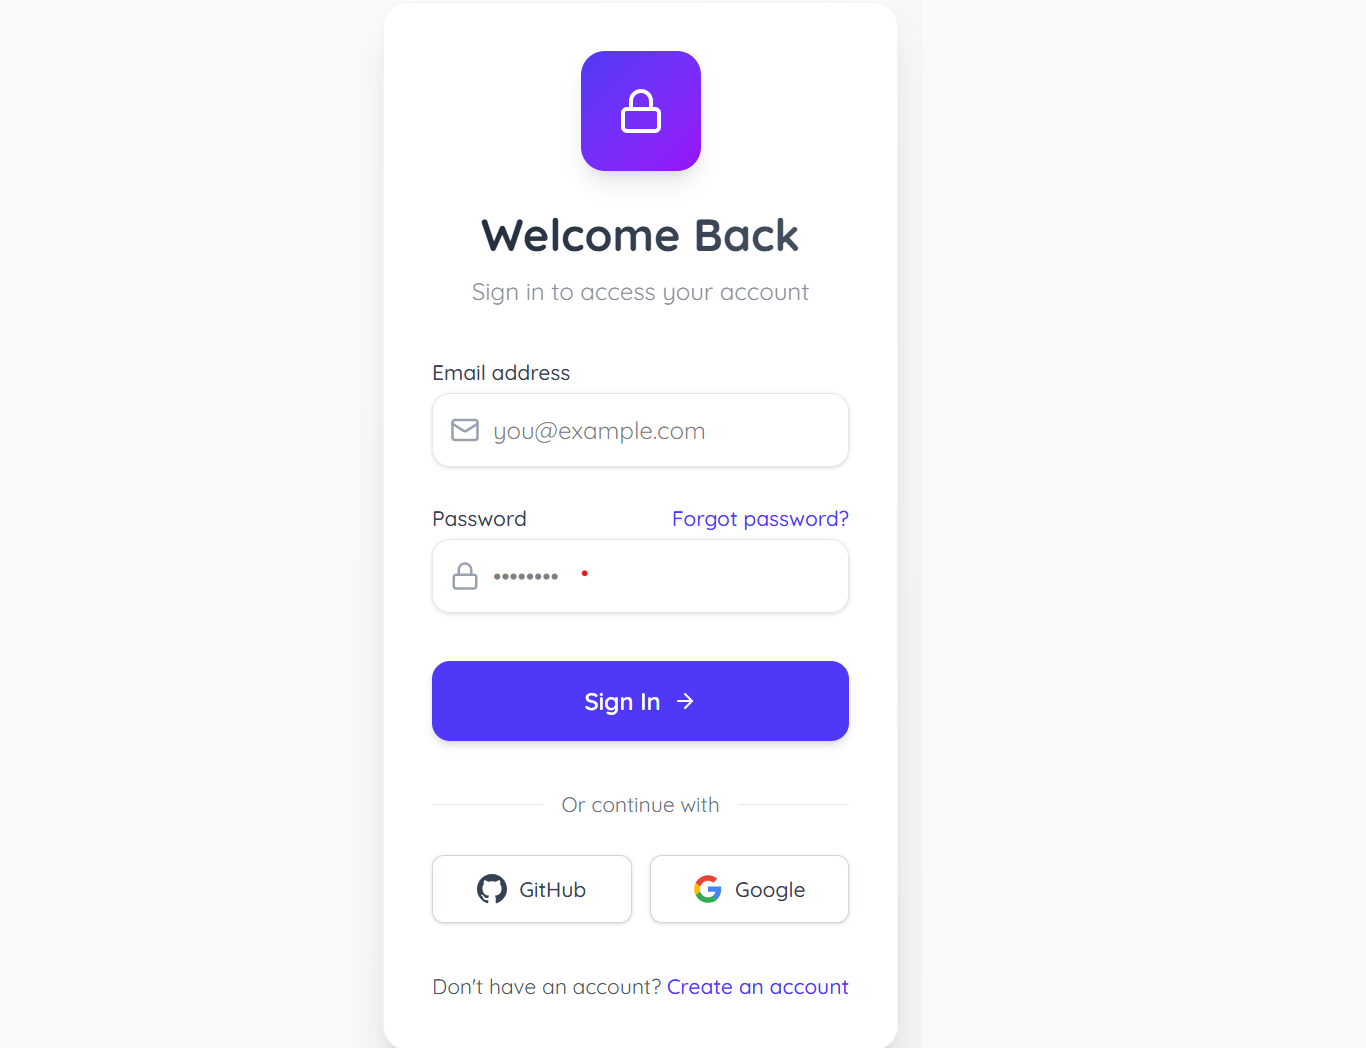 Welcome Back
Sign in to access your account
Email address
you@example.com
Password Forgot password?
••••••••
Sign In
Or continue with
GitHub Google
Don't have an account? Create an account